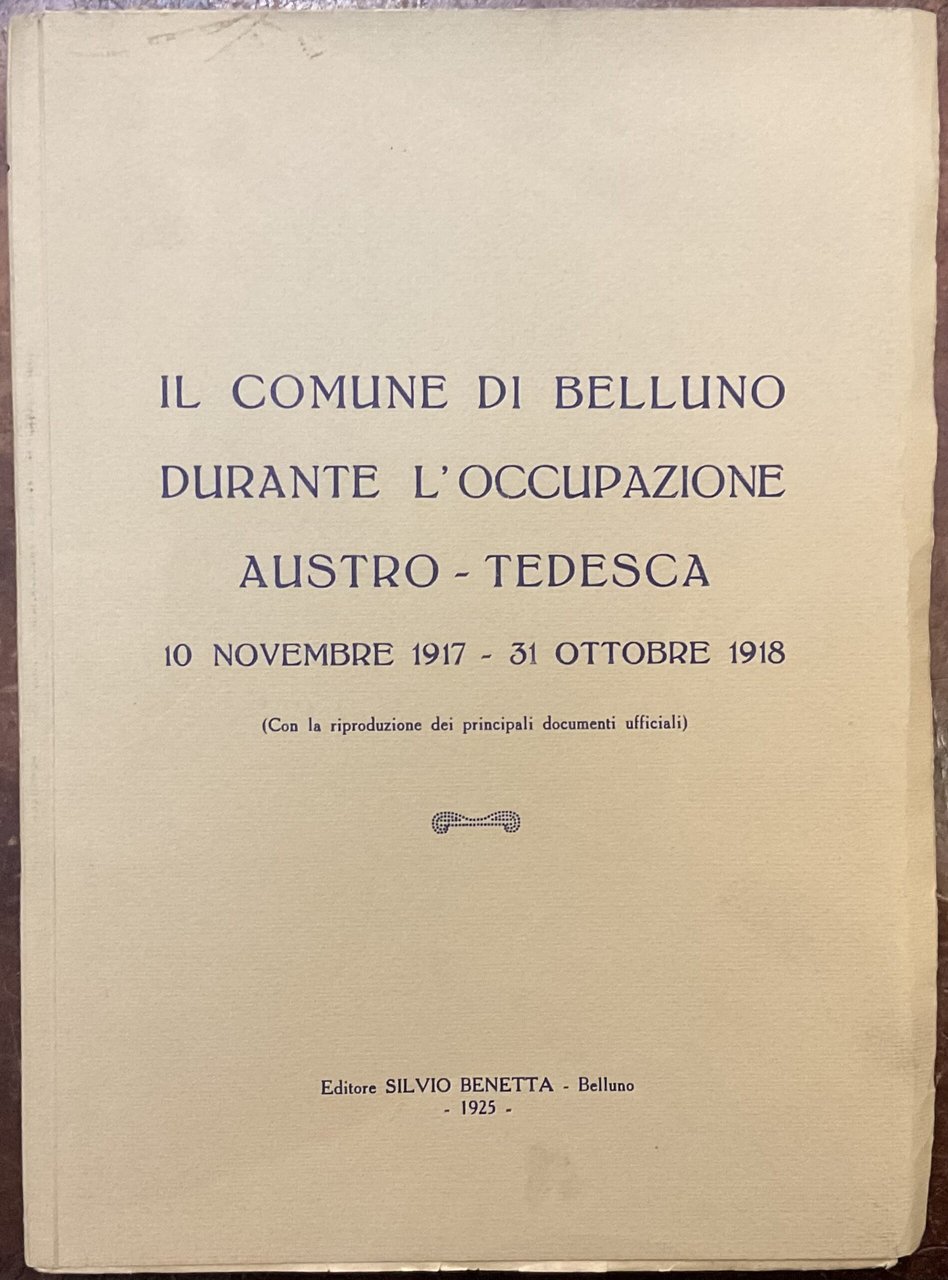 IL COMUNE DI BELLUNO
DURANTE L'OCCUPAZIONE
AUSTRO - TEDESCA
10 NOVEMBRE 1917 - 31 OTTOBRE 1918
(Con la riproduzione dei principali documenti ufficiali)
Editore SILVIO BENETTA - Belluno
- 1925 -